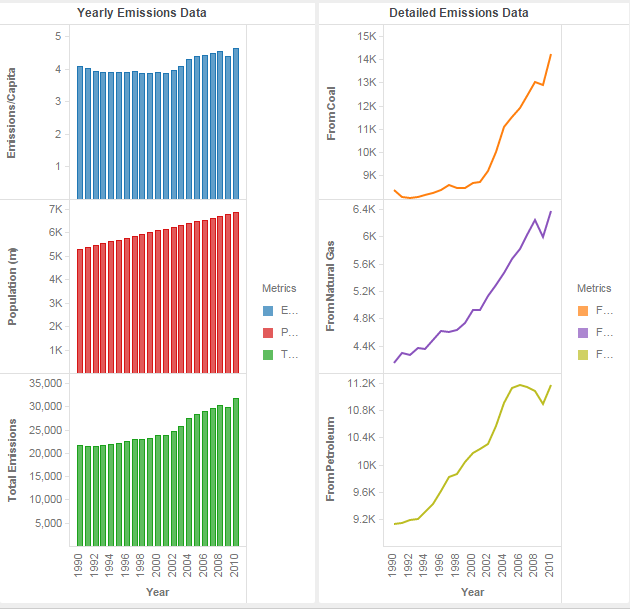 Yearly Emissions Data
Emissions/Capita
5
4
3
2
1
Population (m)
7K
6K
5K
4K
3K
2K
1K
Total Emissions
35,000
30,000
25,000
20,000
15,000
10,000
5,000
1990
1992
1994
1996
1998
2000
2002
2004
2006
2008
2010
Year
Metrics
E...
P...
T...
Detailed Emissions Data
From Coal
15K
14K
13K
12K
11K
10K
9K
From Natural Gas
6.4K
6K
5.6K
5.2K
4.8K
4.4K
From Petroleum
11.2K
10.8K
10.4K
10K
9.6K
9.2K
1990
1992
1994
1996
1998
2000
2002
2004
2006
2008
2010
Year
Metrics
F...
F...
F...